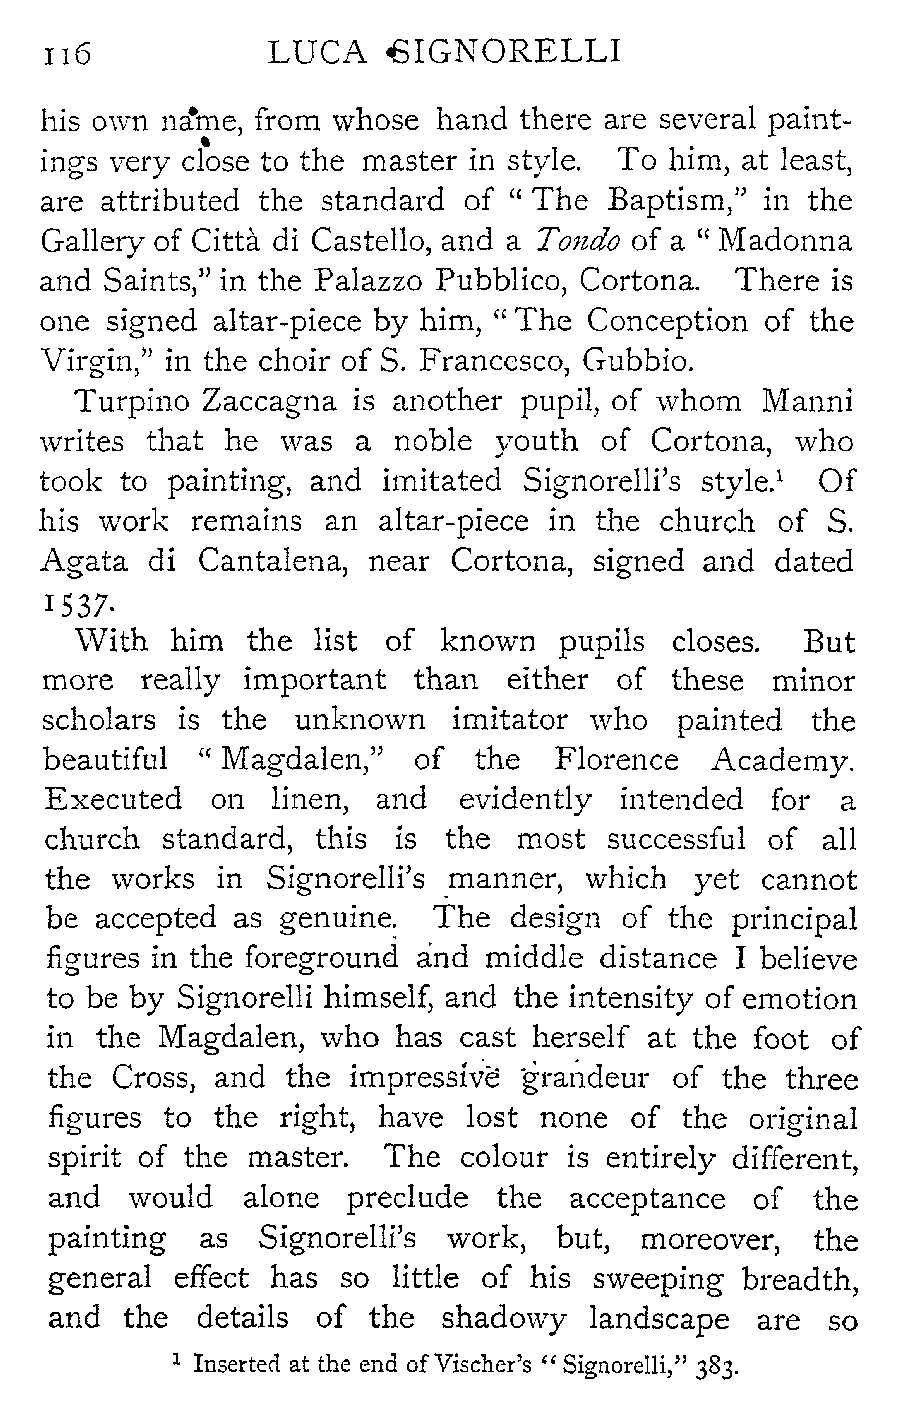 116 LUCA SIGNORELLI
his own name, from whose hand there are several paint-
ings very close to the master in style. To him, at least,
are attributed the standard of “ The Baptism,” in the
Gallery of Città di Castello, and a Tondo of a “ Madonna
and Saints,” in the Palazzo Pubblico, Cortona. There is
one signed altar-piece by him, “ The Conception of the
Virgin,” in the choir of S. Francesco, Gubbio.
Turpino Zaccagna is another pupil, of whom Manni
writes that he was a noble youth of Cortona, who
took to painting, and imitated Signorelli’s style.¹ Of
his work remains an altar-piece in the church of S.
Agata di Cantalena, near Cortona, signed and dated
1537.
With him the list of known pupils closes. But
more really important than either of these minor
scholars is the unknown imitator who painted the
beautiful “ Magdalen,” of the Florence Academy.
Executed on linen, and evidently intended for a
church standard, this is the most successful of all
the works in Signorelli’s manner, which yet cannot
be accepted as genuine. The design of the principal
figures in the foreground and middle distance I believe
to be by Signorelli himself, and the intensity of emotion
in the Magdalen, who has cast herself at the foot of
the Cross, and the impressive grandeur of the three
figures to the right, have lost none of the original
spirit of the master. The colour is entirely different,
and would alone preclude the acceptance of the
painting as Signorelli’s work, but, moreover, the
general effect has so little of his sweeping breadth,
and the details of the shadowy landscape are so
¹ Inserted at the end of Vischer’s “ Signorelli,” 383.